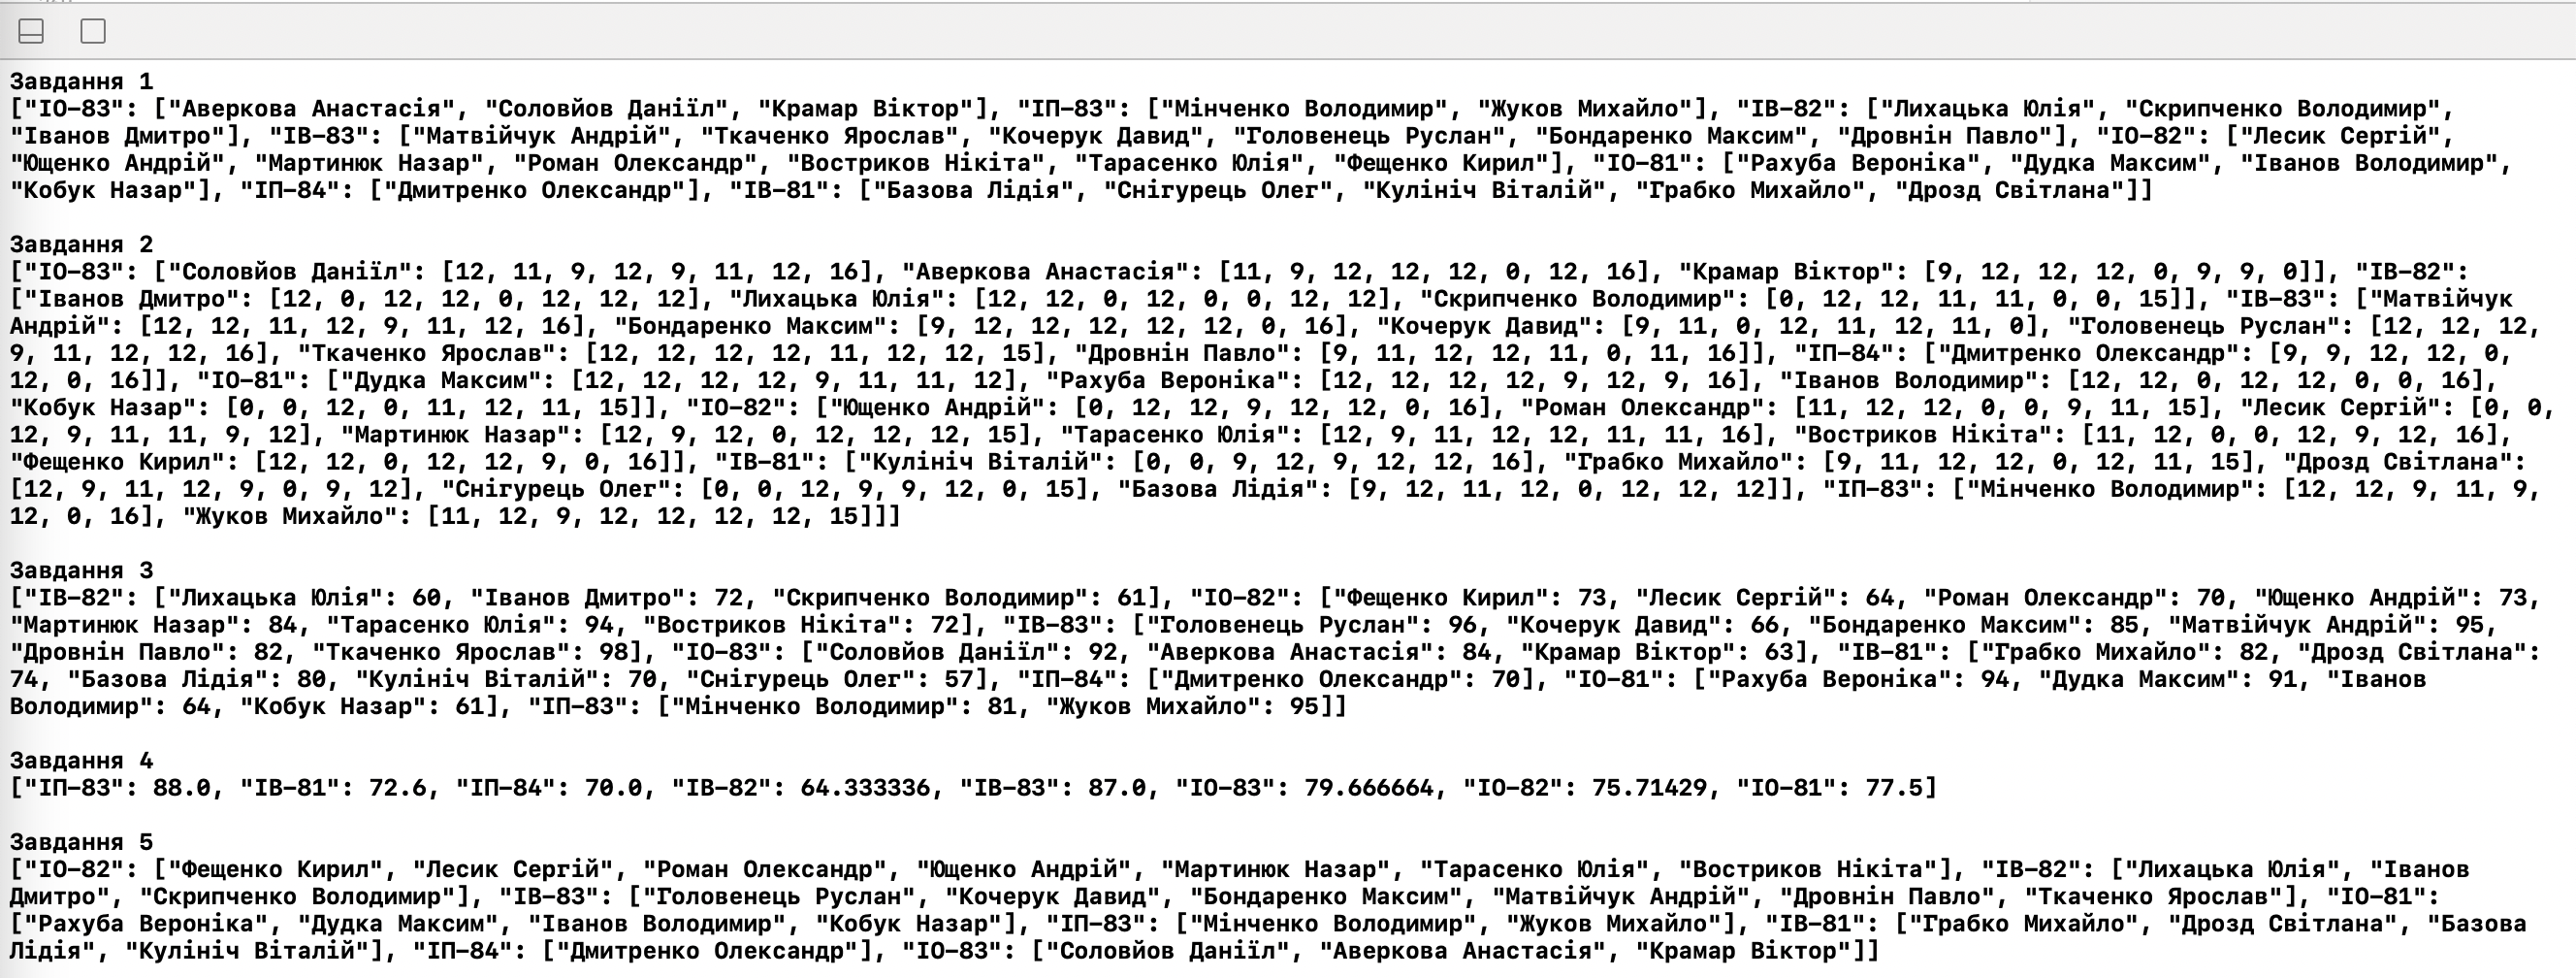 Завдання 1
["ІО-83": ["Аверкова Анастасія", "Соловйов Даніїл", "Крамар Віктор"], "ІП-83": ["Мінченко Володимир", "Жуков Михайло"], "ІВ-82": ["Лихацька Юлія", "Скрипченко Володимир",
"Іванов Дмитро"], "ІВ-83": ["Матвійчук Андрій", "Ткаченко Ярослав", "Кочерук Давид", "Головенець Руслан", "Бондаренко Максим", "Дровнін Павло"], "ІО-82": ["Лесик Сергій",
"Ющенко Андрій", "Мартинюк Назар", "Роман Олександр", "Востриков Нікіта", "Тарасенко Юлія", "Фещенко Кирил"], "ІО-81": ["Рахуба Вероніка", "Дудка Максим", "Іванов Володимир",
"Кобук Назар"], "ІП-84": ["Дмитренко Олександр"], "ІВ-81": ["Базова Лідія", "Снігурець Олег", "Кулініч Віталій", "Грабко Михайло", "Дрозд Світлана"]]
Завдання 2
["ІО-83": ["Соловйов Даніїл": [12, 11, 9, 12, 9, 11, 12, 16], "Аверкова Анастасія": [11, 9, 12, 12, 12, 0, 12, 16], "Крамар Віктор": [9, 12, 12, 12, 0, 9, 9, 0]], "ІВ-82":
["Іванов Дмитро": [12, 0, 12, 12, 0, 12, 12, 12], "Лихацька Юлія": [12, 12, 0, 12, 0, 0, 12, 12], "Скрипченко Володимир": [0, 12, 12, 11, 11, 0, 0, 15]], "ІВ-83": ["Матвійчук
Андрій": [12, 12, 11, 12, 9, 11, 12, 16], "Бондаренко Максим": [9, 12, 12, 12, 12, 12, 0, 16], "Кочерук Давид": [9, 11, 0, 12, 11, 12, 11, 0], "Головенець Руслан": [12, 12, 12,
9, 11, 12, 12, 16], "Ткаченко Ярослав": [12, 12, 12, 12, 11, 12, 12, 15], "Дровнін Павло": [9, 11, 12, 12, 11, 0, 11, 16]], "ІП-84": ["Дмитренко Олександр": [9, 9, 12, 12, 0,
12, 0, 16]], "ІО-81": ["Дудка Максим": [12, 12, 12, 12, 9, 11, 11, 12], "Рахуба Вероніка": [12, 12, 12, 12, 9, 12, 9, 16], "Іванов Володимир": [12, 12, 0, 12, 12, 0, 0, 16],
"Кобук Назар": [0, 0, 12, 0, 11, 12, 11, 15]], "ІО-82": ["Ющенко Андрій": [0, 12, 12, 9, 12, 12, 0, 16], "Роман Олександр": [11, 12, 12, 0, 0, 9, 11, 15], "Лесик Сергій": [0, 0,
12, 9, 11, 11, 9, 12], "Мартинюк Назар": [12, 9, 12, 0, 12, 12, 12, 15], "Тарасенко Юлія": [12, 9, 11, 12, 12, 11, 11, 16], "Востриков Нікіта": [11, 12, 0, 0, 12, 9, 12, 16],
"Фещенко Кирил": [12, 12, 0, 12, 12, 9, 0, 16]], "ІВ-81": ["Кулініч Віталій": [0, 0, 9, 12, 9, 12, 12, 16], "Грабко Михайло": [9, 11, 12, 12, 0, 12, 11, 15], "Дрозд Світлана":
[12, 9, 11, 12, 9, 0, 9, 12], "Снігурець Олег": [0, 0, 12, 9, 9, 12, 0, 15], "Базова Лідія": [9, 12, 11, 12, 0, 12, 12, 12]], "ІП-83": ["Мінченко Володимир": [12, 12, 9, 11, 9,
12, 0, 16], "Жуков Михайло": [11, 12, 9, 12, 12, 12, 12, 15]]]
Завдання 3
["ІВ-82": ["Лихацька Юлія": 60, "Іванов Дмитро": 72, "Скрипченко Володимир": 61], "ІО-82": ["Фещенко Кирил": 73, "Лесик Сергій": 64, "Роман Олександр": 70, "Ющенко Андрій": 73,
"Мартинюк Назар": 84, "Тарасенко Юлія": 94, "Востриков Нікіта": 72], "ІВ-83": ["Головенець Руслан": 96, "Кочерук Давид": 66, "Бондаренко Максим": 85, "Матвійчук Андрій": 95,
"Дровнін Павло": 82, "Ткаченко Ярослав": 98], "ІО-83": ["Соловйов Даніїл": 92, "Аверкова Анастасія": 84, "Крамар Віктор": 63], "ІВ-81": ["Грабко Михайло": 82, "Дрозд Світлана":
74, "Базова Лідія": 80, "Кулініч Віталій": 70, "Снігурець Олег": 57], "ІП-84": ["Дмитренко Олександр": 70], "ІО-81": ["Рахуба Вероніка": 94, "Дудка Максим": 91, "Іванов
Володимир": 64, "Кобук Назар": 61], "ІП-83": ["Мінченко Володимир": 81, "Жуков Михайло": 95]]
Завдання 4
["ІП-83": 88.0, "ІВ-81": 72.6, "ІП-84": 70.0, "ІВ-82": 64.333336, "ІВ-83": 87.0, "ІО-83": 79.666664, "ІО-82": 75.71429, "ІО-81": 77.5]
Завдання 5
["ІО-82": ["Фещенко Кирил", "Лесик Сергій", "Роман Олександр", "Ющенко Андрій", "Мартинюк Назар", "Тарасенко Юлія", "Востриков Нікіта"], "ІВ-82": ["Лихацька Юлія", "Іванов
Дмитро", "Скрипченко Володимир"], "ІВ-83": ["Головенець Руслан", "Кочерук Давид", "Бондаренко Максим", "Матвійчук Андрій", "Дровнін Павло", "Ткаченко Ярослав"], "ІО-81":
["Рахуба Вероніка", "Дудка Максим", "Іванов Володимир", "Кобук Назар"], "ІП-83": ["Мінченко Володимир", "Жуков Михайло"], "ІВ-81": ["Грабко Михайло", "Дрозд Світлана", "Базова
Лідія", "Кулініч Віталій"], "ІП-84": ["Дмитренко Олександр"], "ІО-83": ["Соловйов Даніїл", "Аверкова Анастасія", "Крамар Віктор"]]